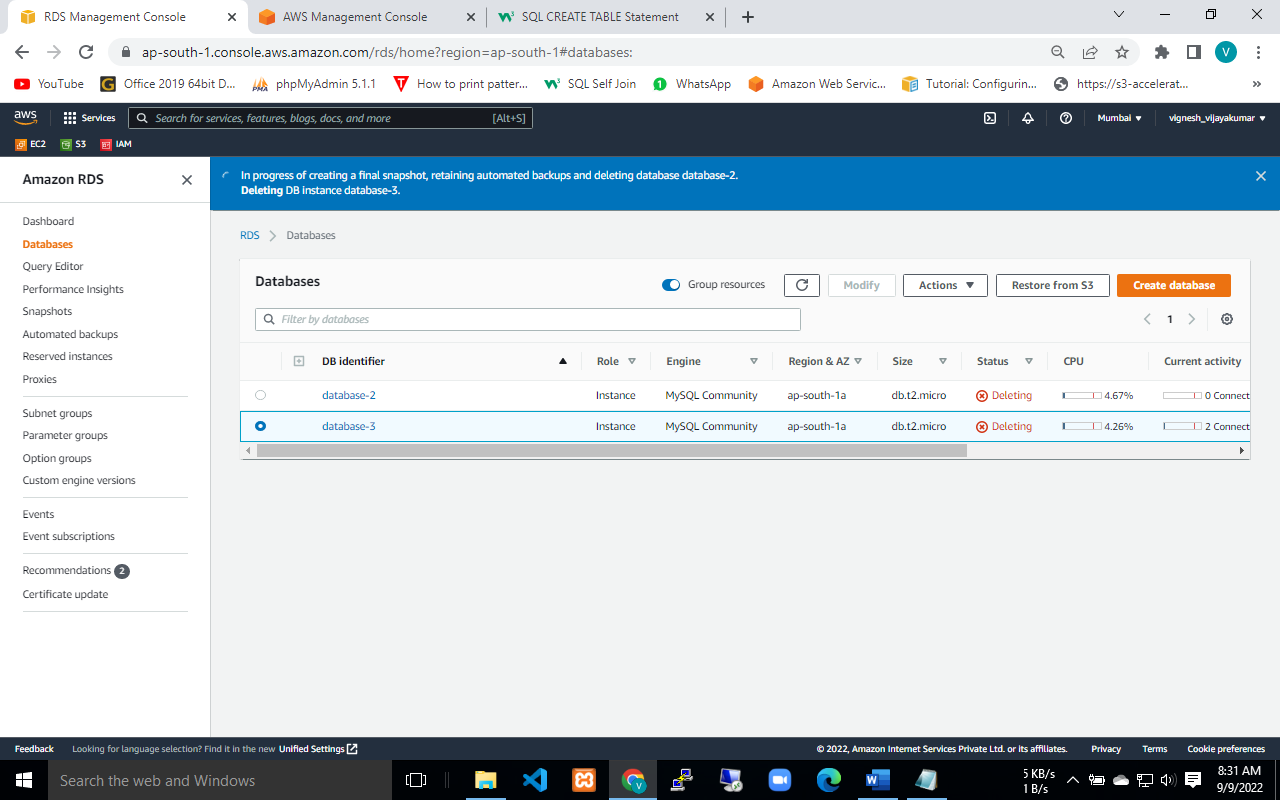 RDS Management Console
AWS Management Console
SQL CREATE TABLE Statement
ap-south-1.console.aws.amazon.com/rds/home?region=ap-south-1#databases:
V
YouTube
Office 2019 64bit D...
phpMyAdmin 5.1.1
How to print patter...
SQL Self Join
WhatsApp
Amazon Web Servic...
Tutorial: Configurin...
https://s3-accelerat...
»
aws
Services
Search for services, features, blogs, docs, and more
[Alt+S]
Mumbai
vignesh_vijayakumar
EC2
S3
IAM
Amazon RDS
In progress of creating a final snapshot, retaining automated backups and deleting database database-2.
Deleting DB instance database-3.
Dashboard
Databases
Query Editor
Performance Insights
Snapshots
Automated backups
Reserved instances
Proxies
Subnet groups
Parameter groups
Option groups
Custom engine versions
Events
Event subscriptions
Recommendations 2
Certificate update
RDS > Databases
Databases
Group resources
Modify
Actions
Restore from S3
Create database
Filter by databases
1
DB identifier Role Engine Region & AZ Size Status CPU Current activity
database-2 Instance MySQL Community ap-south-1a db.t2.micro Deleting 4.67% 0 Connect
database-3 Instance MySQL Community ap-south-1a db.t2.micro Deleting 4.26% 2 Connect
Feedback
Looking for language selection? Find it in the new Unified Settings
© 2022, Amazon Internet Services Private Ltd. or its affiliates.
Privacy
Terms
Cookie preferences
Search the web and Windows
5 KB/s
1 B/s
8:31 AM
9/9/2022